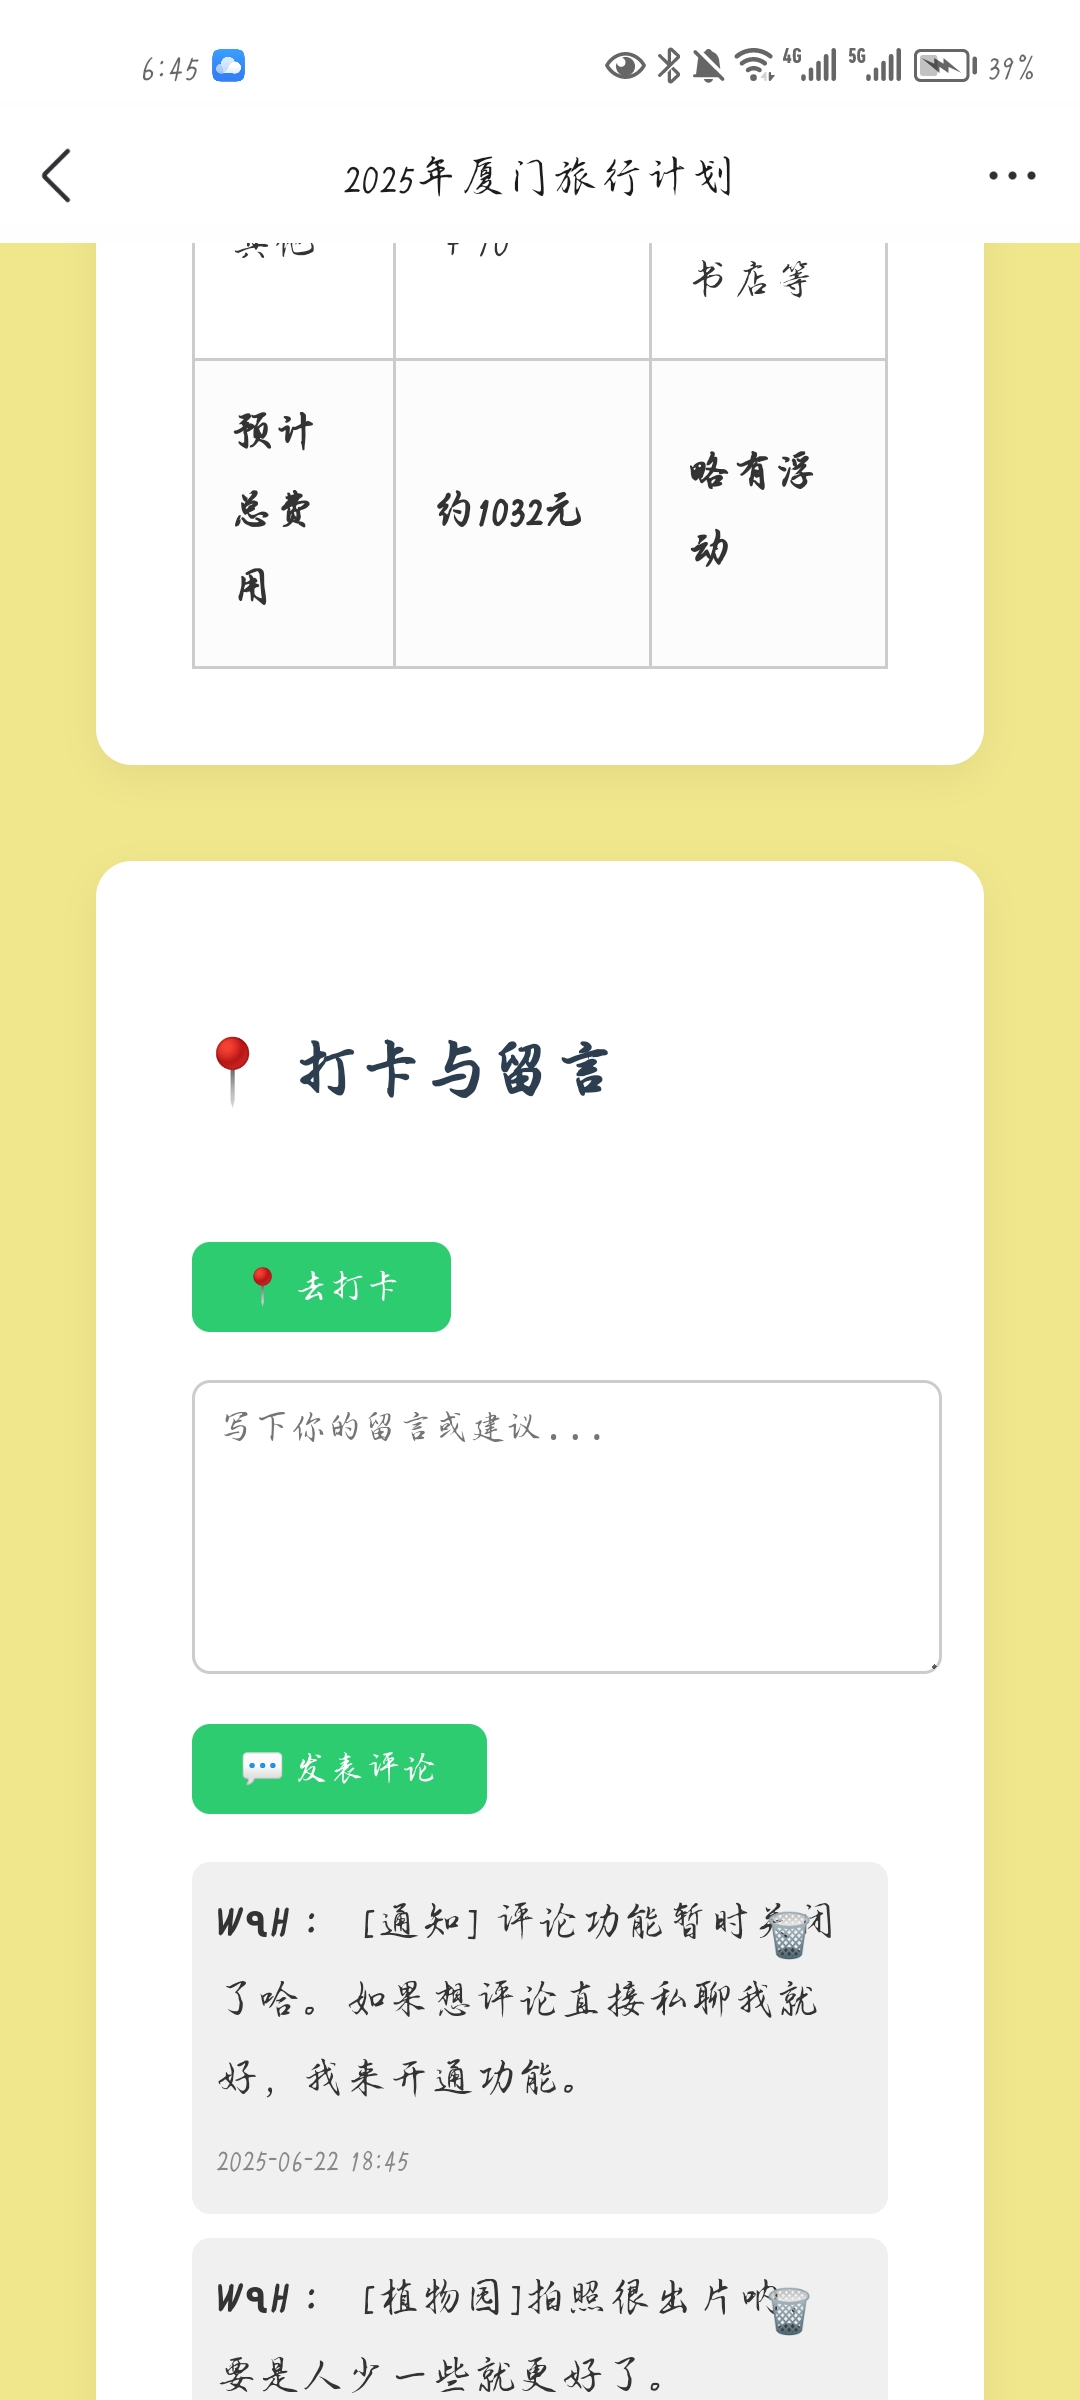 6:45
4G 5G 39%
2025年厦门旅行计划
书店等
预计
总费
用
约1032元
略有浮
动
打卡与留言
去打卡
写下你的留言或建议...
发表评论
WqH： [通知] 评论功能暂时关闭
了哈。如果想评论直接私聊我就
好，我来开通功能。
2025-06-22 18:45
WqH： [植物园]拍照很出片呐
要是人少一些就更好了。